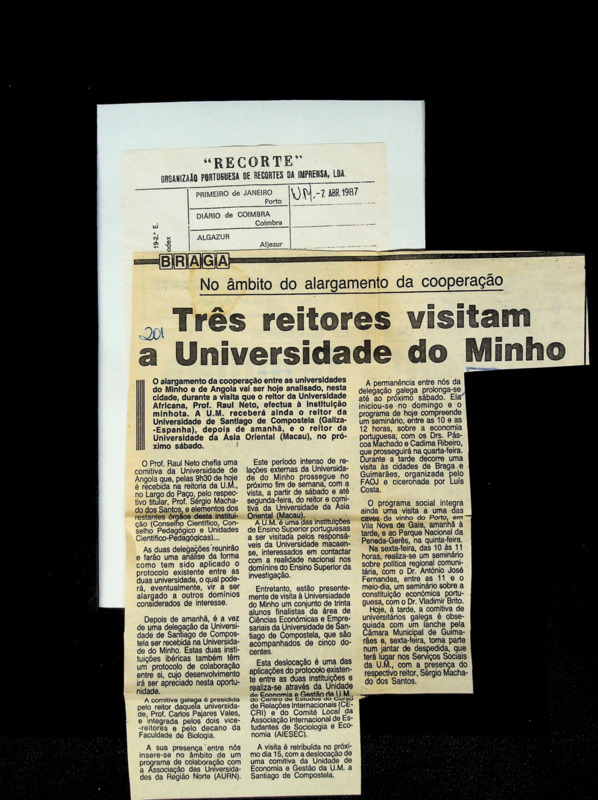 "RECORTE"
ORGANIZAÃO PORTUGUESA DE RECORTES DA IMPRENSA, LDA.
PRIMEIRO de JANEIRO
Porto
U.M. -7. ABR. 1987
DIÁRIO de COIMBRA
Coimbra
ALGAZUR
Aljezur
19-2.º E.
odex
BRAGA
No âmbito do alargamento da cooperação
201
Três reitores visitam
a Universidade do Minho
O alargamento da cooperação entre as universidades
do Minho e de Angola vai ser hoje analisado, nesta
cidade, durante a visita que o reitor da Universidade
Africana, Prof. Raul Neto, efectua à Instituição
minhota. A U.M. receberá ainda o reitor da
Universidade de Santiago de Compostela (Galiza-
-Espanha), depois de amanhã, e o reitor da
Universidade da Ásia Oriental (Macau), no pró-
ximo sábado.
O Prof. Raul Neto chefia uma
comitiva da Universidade de
Angola que, pelas 9h30 de hoje
é recebida na reitoria da U.M.,
no Largo do Paço, pelo respec-
tivo titular, Prof. Sérgio Macha-
do dos Santos, e elementos dos
restantes órgãos desta institui-
ção (Conselho Científico, Con-
selho Pedagógico e Unidades
Científico-Pedagógicas)...
As duas delegações reunirão
e farão uma análise da forma
como tem sido aplicado o
protocolo existente entre as
duas universidade, o qual pode-
rá, eventualmente, vir a ser
alargado a outros domínios
considerados de interesse.
Depois de amanhã, é a vez
de uma delegação da Universi-
dade de Santiago de Compos-
tela ser recebida na Universida-
de do Minho. Estas duas insti-
tuições ibéricas também têm
um protocolo de colaboração
entre si, cujo desenvolvimento
irá ser apreciado nesta opor-
tunidade.
A comitiva galega é presidida
pelo reitor daquela universida-
de, Prof. Carlos Pajares Vales,
e integrada pelos dois vice-
-reitores e pelo decano da
Faculdade de Biologia.
A sua presença entre nós
insere-se no âmbito de um
programa de colaboração com
a Associação das Universida-
des da Região Norte (AURN).
Este período intenso de re-
lações externas da Universida-
de do Minho prossegue no
próximo fim de semana, com a
vista, a partir de sábado e até
segunda-feira, do reitor e comi-
tiva da Universidade da Ásia
Oriental (Macau).
A U.M. é uma das instituições
de Ensino Superior portuguesas
a ser visitada pelos responsá-
veis da Universidade macaen-
se, interessados em contactar
com a realidade nacional nos
domínios do Ensino Superior da
investigação.
Entretanto, estão presente-
mente de visita à Universidade
do Minho um conjunto de trinta
alunos finalistas da área de
Ciências Económicas e Empre-
sariais da Universidade de San-
tiago de Compostela, que são
acompanhados de cinco do-
centes.
Esta deslocação é uma das
aplicações do protocolo existen-
te entre as duas instituições e
realiza-se através da Unidade
de Economia e Gestão da U.M.
do Centro de Estudos do Curso
de Relações Internacionais (CE-
CRI) e do Comité Local da
Associação Internacional de Es-
tudantes de Sociologia e Eco-
nomia (AIESEC).
A visita é retribuída no próxi-
mo dia 15, com a deslocação de
uma comitiva da Unidade de
Economia e Gestão da U.M. a
Santiago de Compostela.
A permanência entre nós da
delegação galega prolonga-se
até ao próximo sábado. Ela
iniciou-se no domingo e o
programa de hoje compreende
um seminário, entre as 10 e as
12 horas, sobre a economia
portuguesa; com os Drs. Pás-
coa Machado e Cadima Ribeiro,
que prosseguirá na quarta-feira.
Durante a tarde decorre uma
visita às cidades de Braga e
Guimarães, organizada pelo
FAOJ e ciceronada por Luís
Costa.
O programa social integra
ainda uma visita a uma das
caves de vinho do Porto, em
Vila Nova de Gaia, amanhã à
tarde, e ao Parque Nacional da
Peneda-Gerês, na quinta-feira.
Na sexta-feira, das 10 às 11
horas, realiza-se um seminário
sobre política regional comuni-
tária, com o Dr. António José
Fernandes, entre as 11 e o
meio-dia, um seminário sobre a
constituição económica portu-
guesa, com o Dr. Vladimir Brito.
Hoje, à tarde, a comitiva de
universitários galega é obse-
quiada com um lanche pela
Câmara Municipal de Guima-
rães e, sexta-feira, toma parte
num jantar de despedida, que
terá lugar nos Serviços Sociais
da U.M., com a presença do
respectivo reitor, Sérgio Macha-
do dos Santos.